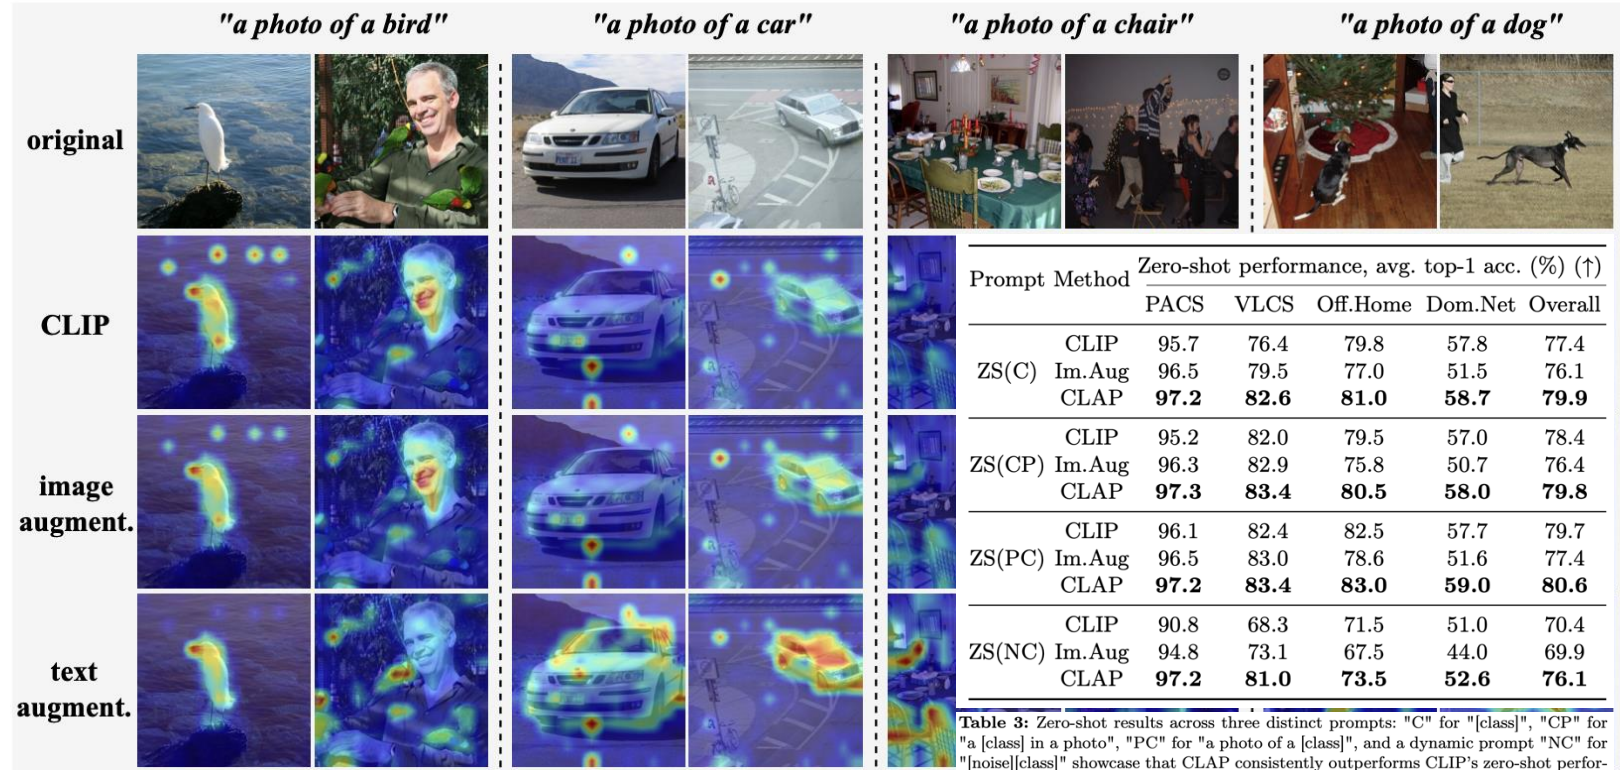 "a photo of a bird" "a photo of a car" "a photo of a chair" "a photo of a dog"
original
CLIP
image
augment.
text
augment.
Prompt Method Zero-shot performance, avg. top-1 acc. (%) (↑)
PACS VLCS Off.Home Dom.Net Overall
ZS(C) CLIP 95.7 76.4 79.8 57.8 77.4
Im.Aug 96.5 79.5 77.0 51.5 76.1
CLAP 97.2 82.6 81.0 58.7 79.9
ZS(CP) CLIP 95.2 82.0 79.5 57.0 78.4
Im.Aug 96.3 82.9 75.8 50.7 76.4
CLAP 97.3 83.4 80.5 58.0 79.8
ZS(PC) CLIP 96.1 82.4 82.5 57.7 79.7
Im.Aug 96.5 83.0 78.6 51.6 77.4
CLAP 97.2 83.4 83.0 59.0 80.6
ZS(NC) CLIP 90.8 68.3 71.5 51.0 70.4
Im.Aug 94.8 73.1 67.5 44.0 69.9
CLAP 97.2 81.0 73.5 52.6 76.1
Table 3: Zero-shot results across three distinct prompts: "C" for "[class]", "CP" for
"a [class] in a photo", "PC" for "a photo of a [class]", and a dynamic prompt "NC" for
"[noise][class]" showcase that CLAP consistently outperforms CLIP's zero-shot perfor-